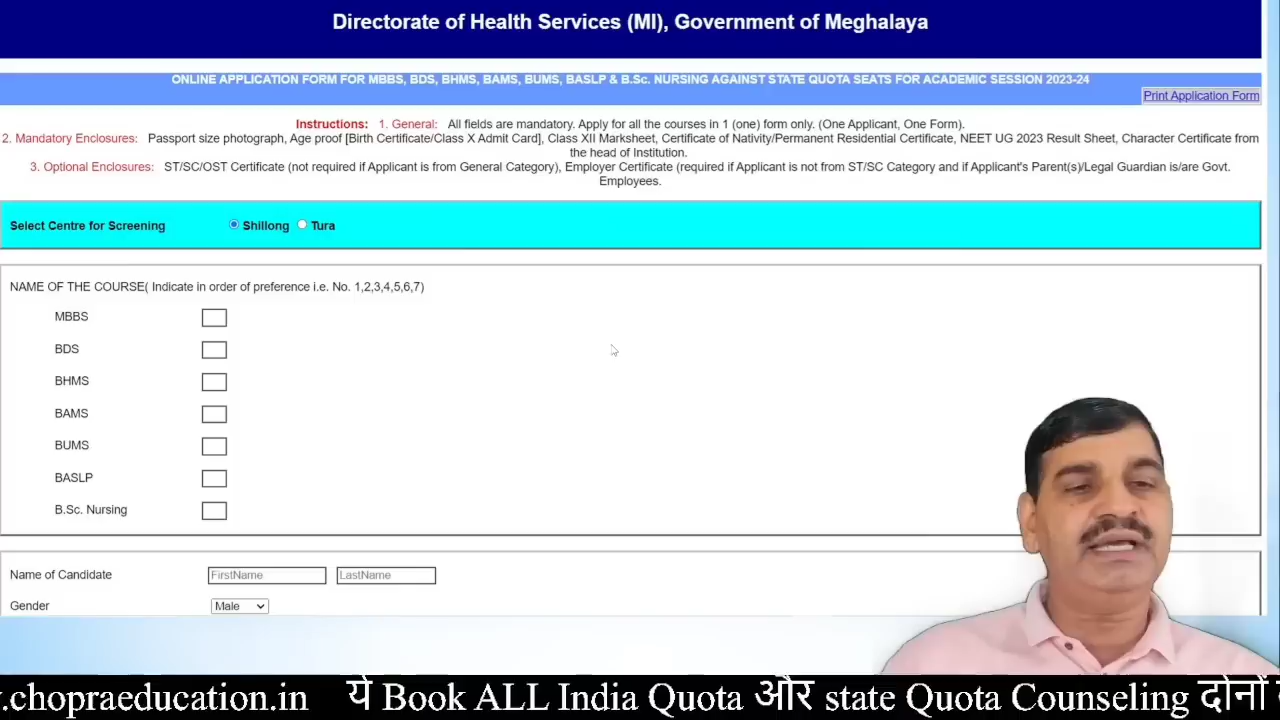 Directorate of Health Services (MI), Government of Meghalaya
ONLINE APPLICATION FORM FOR MBBS, BDS, BHMS, BAMS, BUMS, BASLP & B.Sc. NURSING AGAINST STATE QUOTA SEATS FOR ACADEMIC SESSION 2023-24
Print Application Form
Instructions: 1. General: All fields are mandatory. Apply for all the courses in 1 (one) form only. (One Applicant, One Form).
2. Mandatory Enclosures: Passport size photograph, Age proof [Birth Certificate/Class X Admit Card], Class XII Marksheet, Certificate of Nativity/Permanent Residential Certificate, NEET UG 2023 Result Sheet, Character Certificate from
the head of Institution.
3. Optional Enclosures: ST/SC/OST Certificate (not required if Applicant is from General Category), Employer Certificate (required if Applicant is not from ST/SC Category and if Applicant's Parent(s)/Legal Guardian is/are Govt.
Employees.
Select Centre for Screening Shillong Tura
NAME OF THE COURSE( Indicate in order of preference i.e. No. 1,2,3,4,5,6,7)
MBBS
BDS
BHMS
BAMS
BUMS
BASLP
B.Sc. Nursing
Name of Candidate FirstName LastName
Gender Male
.chopraeducation.in ये Book ALL India Quota और state Quota Counseling दोनों